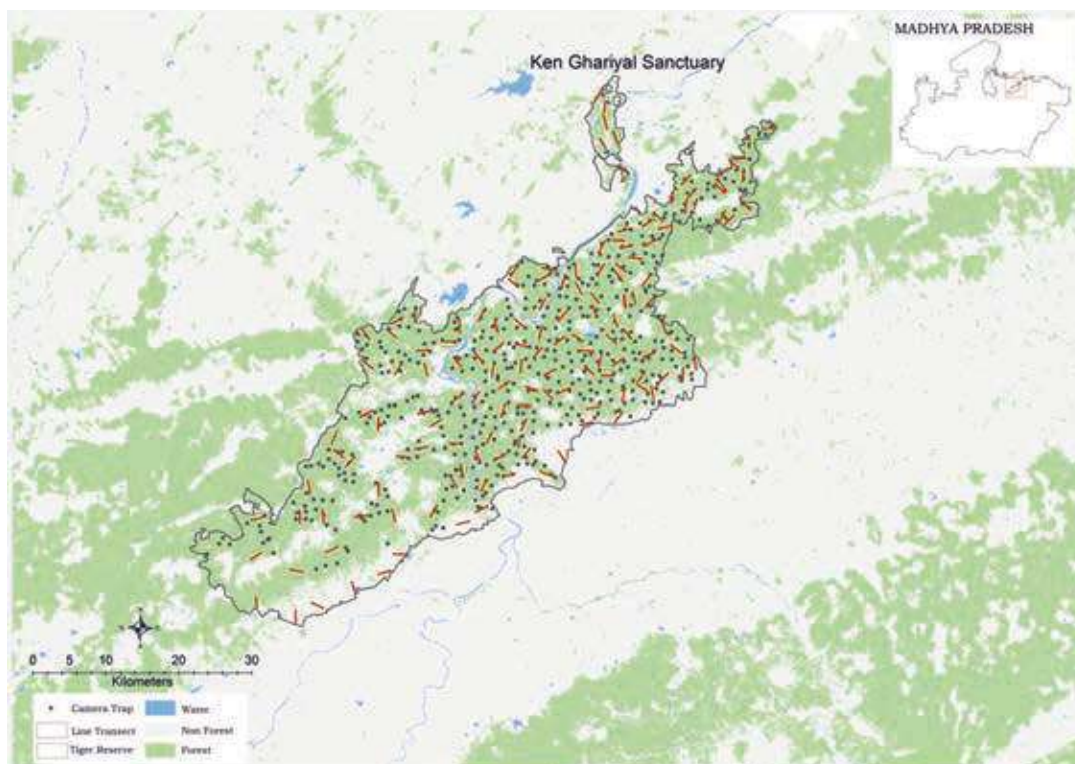 MADHYA PRADESH
Ken Ghariyal Sanctuary
0 5 10 20 30
Kilometers
Camera Trap
Line Transect
Tiger Reserve
Non Forest
Forest